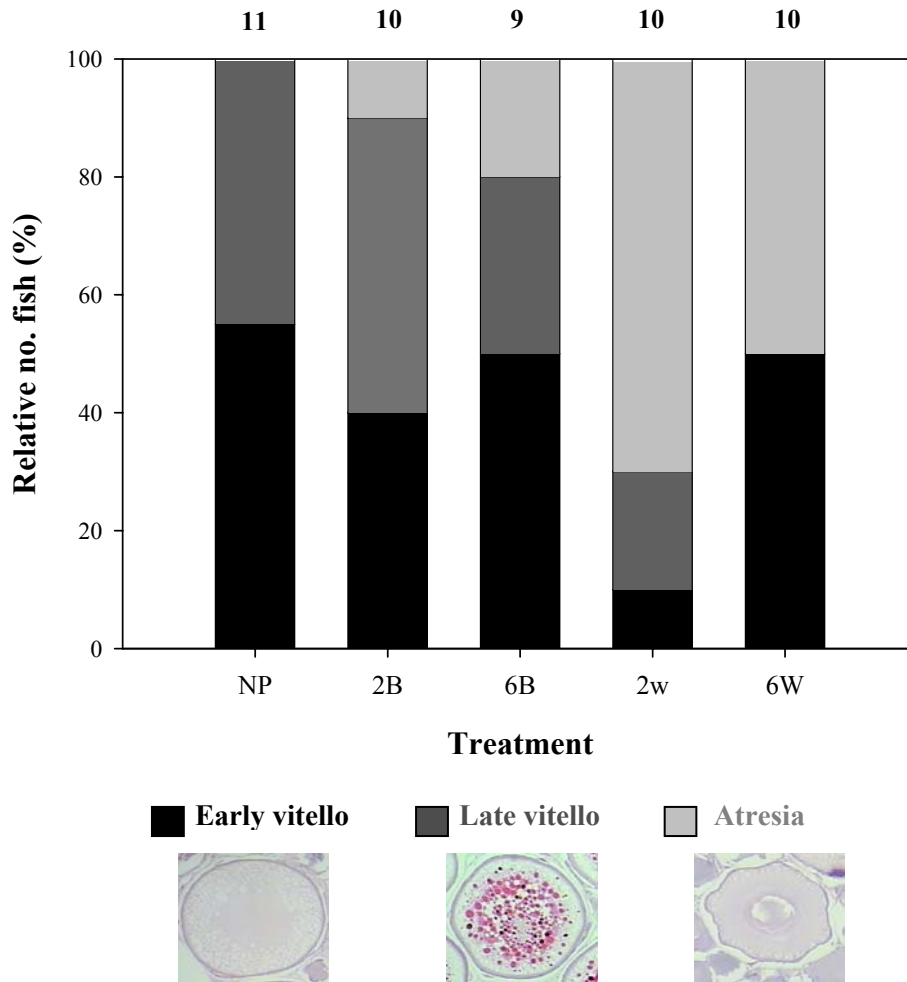 11 10 9 10 10
100
80
60
40
20
0
Relative no. fish (%)
NP 2B 6B 2w 6W
Treatment
Early vitello Late vitello Atresia